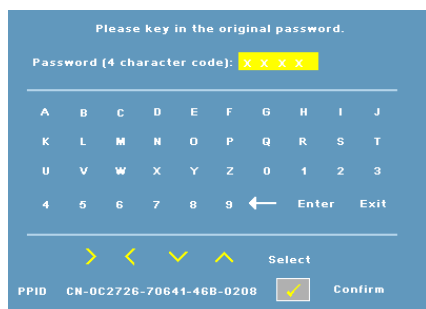 Please key in the original password.
Password (4 character code): X X X X
A B C D E F G H I J
K L M N O P Q R S T
U V W X Y Z 0 1 2 3
4 5 6 7 8 9 ← Enter Exit
Select
PPID CN-0C2726-70641-46B-0208 ✓ Confirm